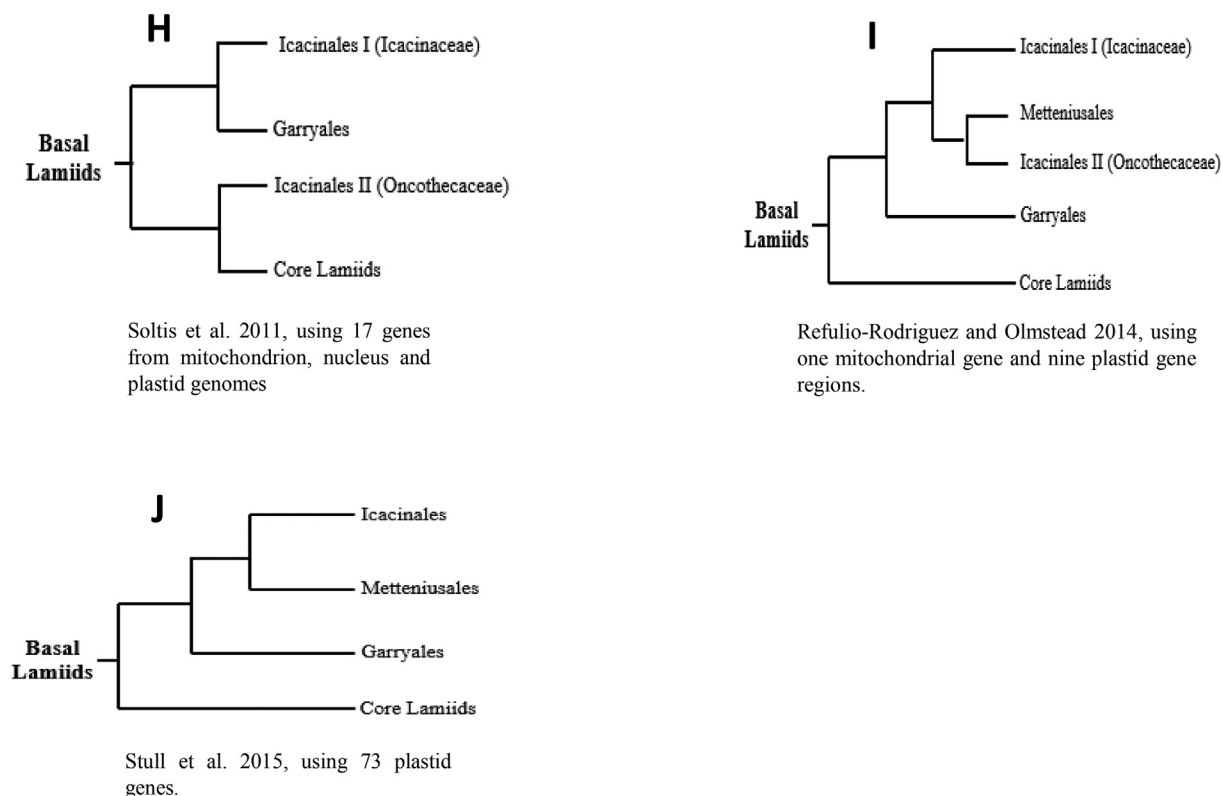 H
Icacinales I (Icacinaceae)
Garryales
Basal
Lamiids
Icacinales II (Oncothecaceae)
Core Lamiids
Soltis et al. 2011, using 17 genes
from mitochondrion, nucleus and
plastid genomes
I
Icacinales I (Icacinaceae)
Metteniusales
Icacinales II (Oncothecaceae)
Basal
Lamiids
Garryales
Core Lamiids
Refulio-Rodriguez and Olmstead 2014, using
one mitochondrial gene and nine plastid gene
regions.
J
Icacinales
Metteniusales
Basal
Lamiids
Garryales
Core Lamiids
Stull et al. 2015, using 73 plastid
genes.